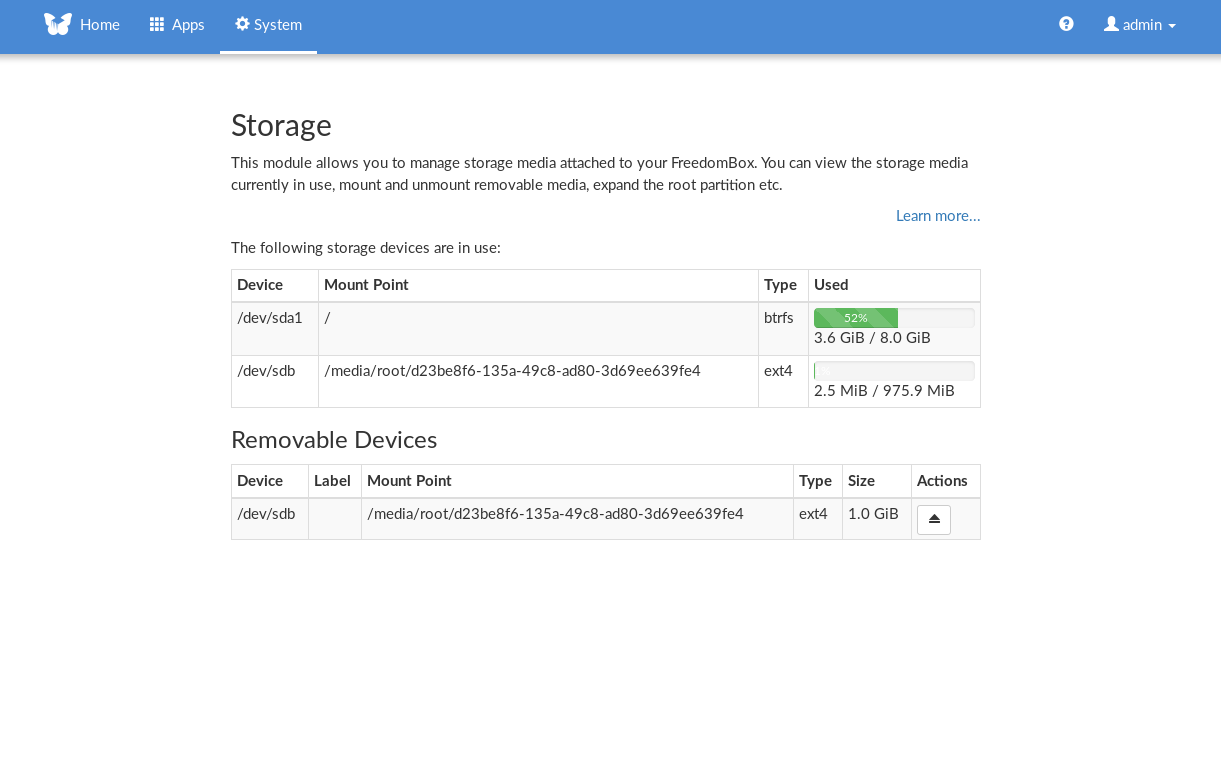 Home Apps System admin
Storage
This module allows you to manage storage media attached to your FreedomBox. You can view the storage media
currently in use, mount and unmount removable media, expand the root partition etc.
Learn more...
The following storage devices are in use:
Device Mount Point Type Used
/dev/sda1 / btrfs 52%
3.6 GiB / 8.0 GiB
/dev/sdb /media/root/d23be8f6-135a-49c8-ad80-3d69ee639fe4 ext4
2.5 MiB / 975.9 MiB
Removable Devices
Device Label Mount Point Type Size Actions
/dev/sdb /media/root/d23be8f6-135a-49c8-ad80-3d69ee639fe4 ext4 1.0 GiB